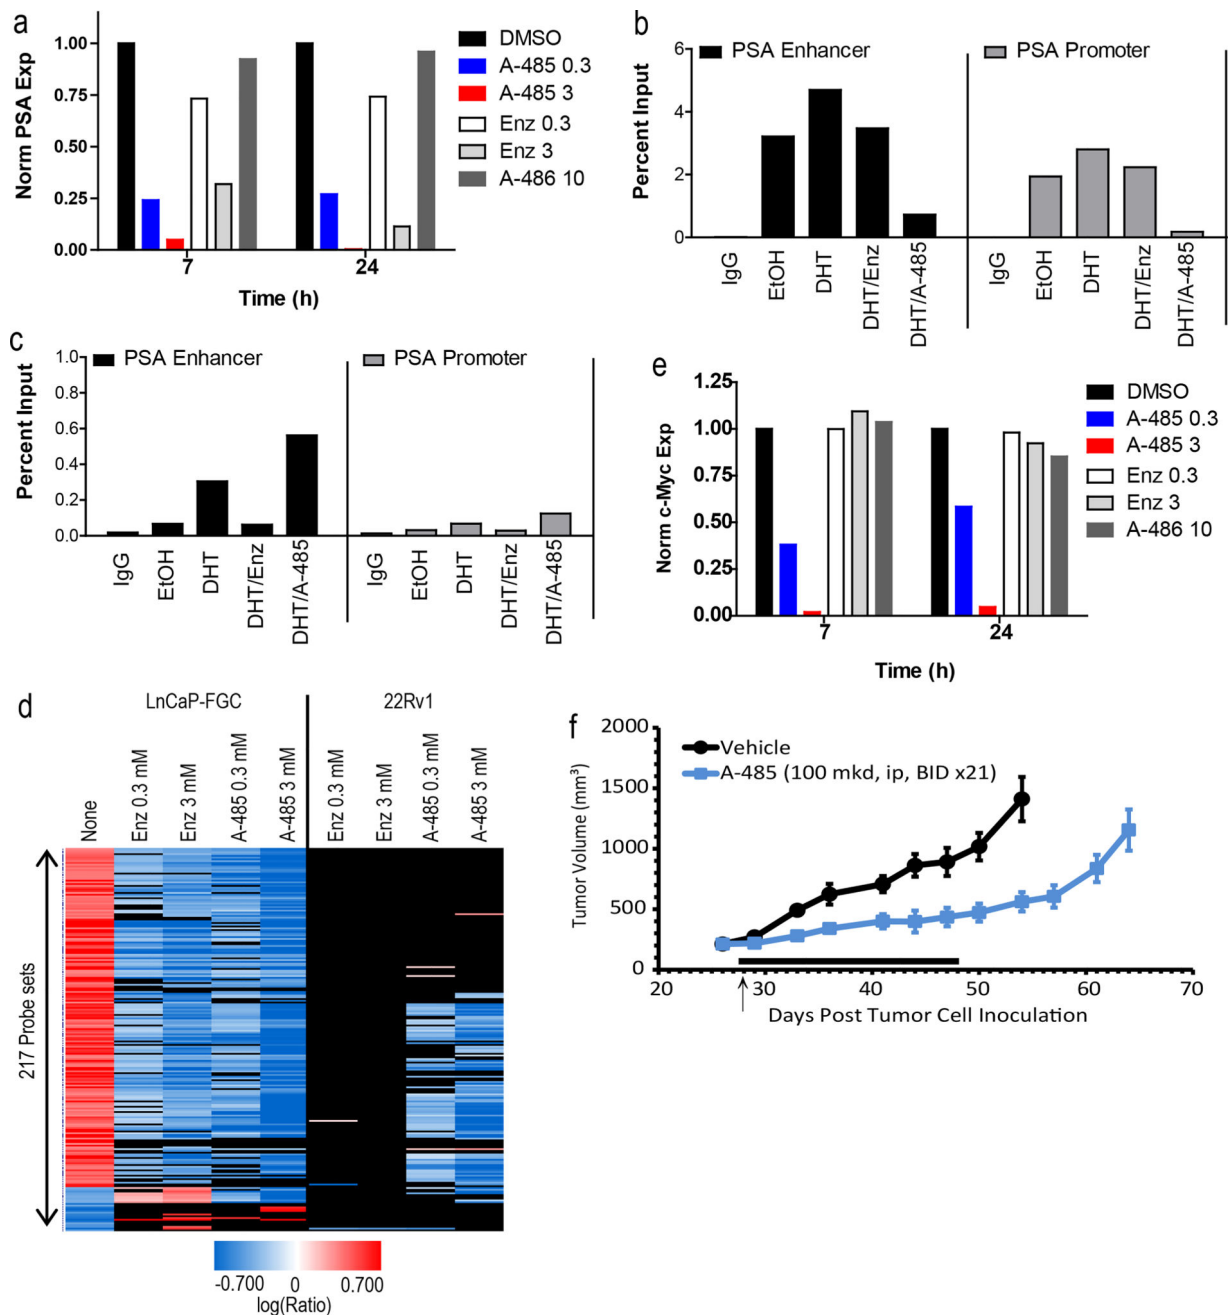 a
1.00
0.75
0.50
0.25
0.00
Norm PSA Exp
7
24
Time (h)
DMSO
A-485 0.3
A-485 3
Enz 0.3
Enz 3
A-486 10
b
6
4
2
0
Percent Input
PSA Enhancer
PSA Promoter
IgG
EtOH
DHT
DHT/Enz
DHT/A-485
IgG
EtOH
DHT
DHT/Enz
DHT/A-485
c
1.0
0.8
0.6
0.4
0.2
0.0
Percent Input
PSA Enhancer
PSA Promoter
IgG
EtOH
DHT
DHT/Enz
DHT/A-485
IgG
EtOH
DHT
DHT/Enz
DHT/A-485
e
1.25
1.00
0.75
0.50
0.25
0.00
Norm c-Myc Exp
7
24
Time (h)
DMSO
A-485 0.3
A-485 3
Enz 0.3
Enz 3
A-486 10
d
LnCaP-FGC
22Rv1
None
Enz 0.3 mM
Enz 3 mM
A-485 0.3 mM
A-485 3 mM
Enz 0.3 mM
Enz 3 mM
A-485 0.3 mM
A-485 3 mM
217 Probe sets
-0.700
0
0.700
log(Ratio)
f
2000
1500
1000
500
0
Tumor Volume (mm³)
Vehicle
A-485 (100 mkd, ip, BID x21)
20
30
40
50
60
70
Days Post Tumor Cell Inoculation